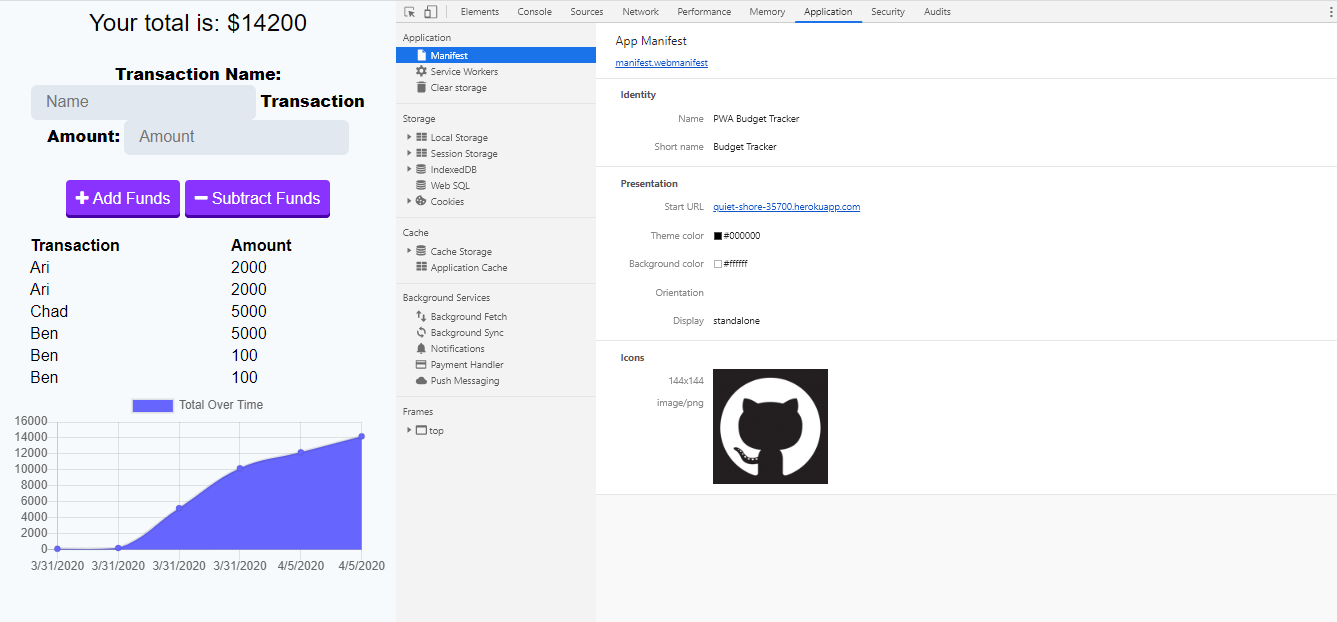 Your total is: $14200
Transaction Name:
Name Transaction
Amount: Amount
Add Funds Subtract Funds
Transaction Amount
Ari 2000
Ari 2000
Chad 5000
Ben 5000
Ben 100
Ben 100
Total Over Time
16000
14000
12000
10000
8000
6000
4000
2000
0
3/31/2020 3/31/2020 3/31/2020 3/31/2020 4/5/2020 4/5/2020
Elements Console Sources Network Performance Memory Application Security Audits
Application
Manifest
Service Workers
Clear storage
Storage
Local Storage
Session Storage
IndexedDB
Web SQL
Cookies
Cache
Cache Storage
Application Cache
Background Services
Background Fetch
Background Sync
Notifications
Payment Handler
Push Messaging
Frames
top
App Manifest
manifest.webmanifest
Identity
Name PWA Budget Tracker
Short name Budget Tracker
Presentation
Start URL quiet-shore-35700.herokuapp.com
Theme color #000000
Background color #ffffff
Orientation
Display standalone
Icons
144x144
image/png